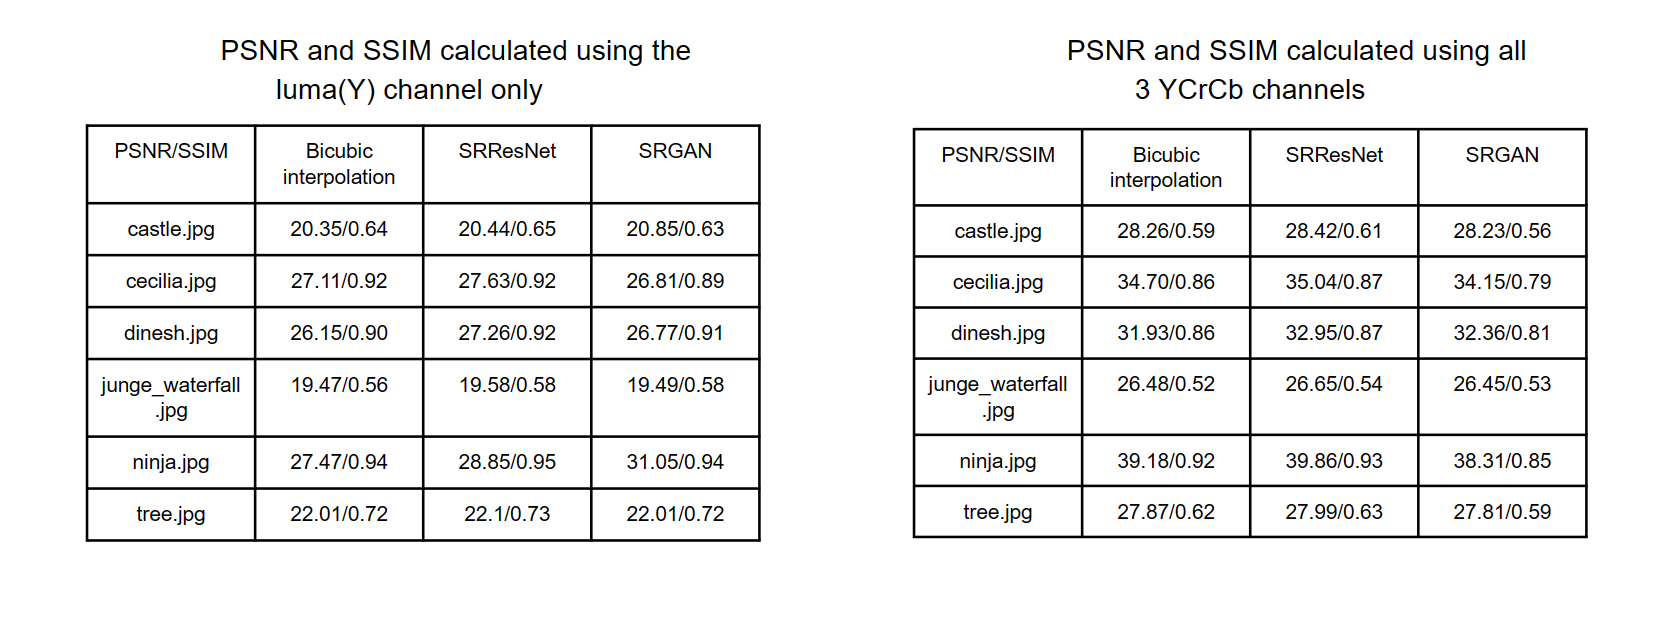 PSNR and SSIM calculated using the
luma(Y) channel only
PSNR/SSIM Bicubic interpolation SRResNet SRGAN
castle.jpg 20.35/0.64 20.44/0.65 20.85/0.63
cecilia.jpg 27.11/0.92 27.63/0.92 26.81/0.89
dinesh.jpg 26.15/0.90 27.26/0.92 26.77/0.91
junge_waterfall.jpg 19.47/0.56 19.58/0.58 19.49/0.58
ninja.jpg 27.47/0.94 28.85/0.95 31.05/0.94
tree.jpg 22.01/0.72 22.1/0.73 22.01/0.72
PSNR and SSIM calculated using all
3 YCrCb channels
PSNR/SSIM Bicubic interpolation SRResNet SRGAN
castle.jpg 28.26/0.59 28.42/0.61 28.23/0.56
cecilia.jpg 34.70/0.86 35.04/0.87 34.15/0.79
dinesh.jpg 31.93/0.86 32.95/0.87 32.36/0.81
junge_waterfall.jpg 26.48/0.52 26.65/0.54 26.45/0.53
ninja.jpg 39.18/0.92 39.86/0.93 38.31/0.85
tree.jpg 27.87/0.62 27.99/0.63 27.81/0.59